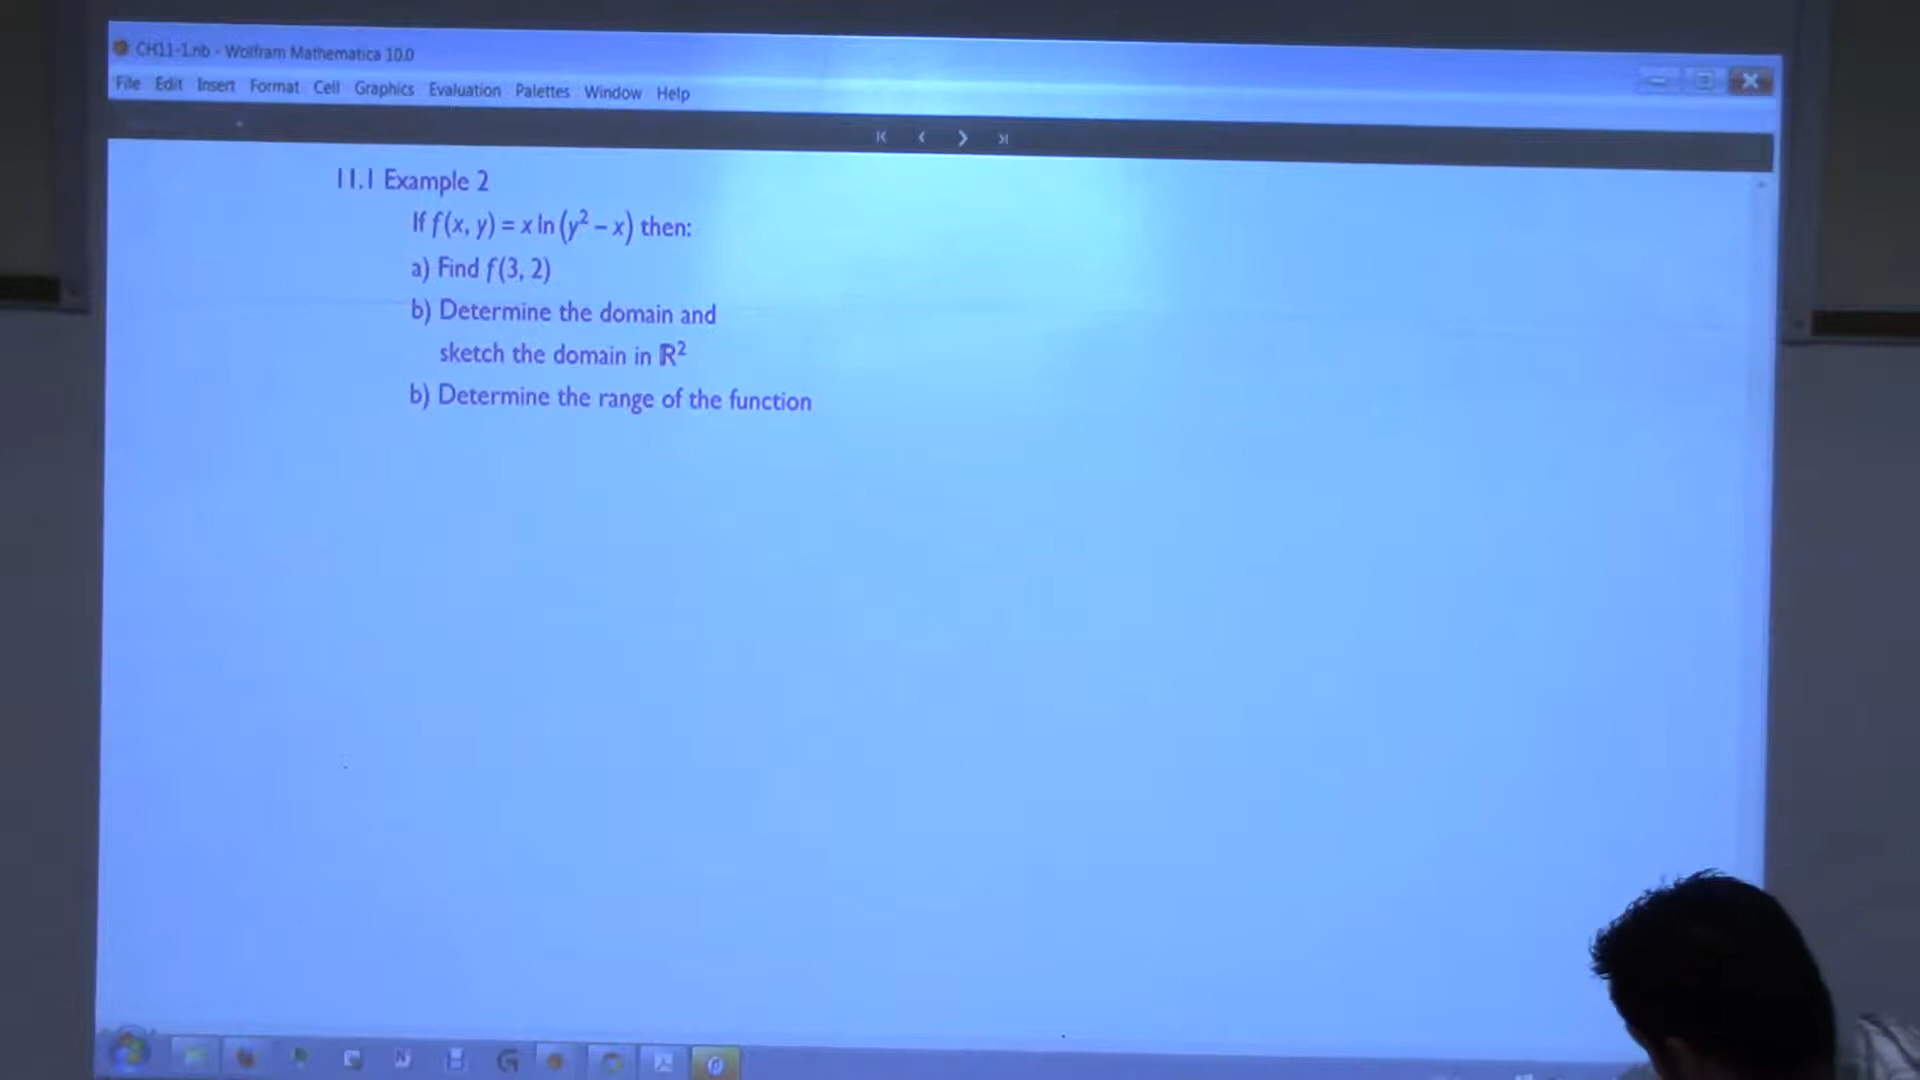 CH11-1.nb - Wolfram Mathematica 10.0
File Edit Insert Format Cell Graphics Evaluation Palettes Window Help
11.1 Example 2
If f(x, y) = x ln(y² − x) then:
a) Find f(3, 2)
b) Determine the domain and
sketch the domain in ℝ²
b) Determine the range of the function